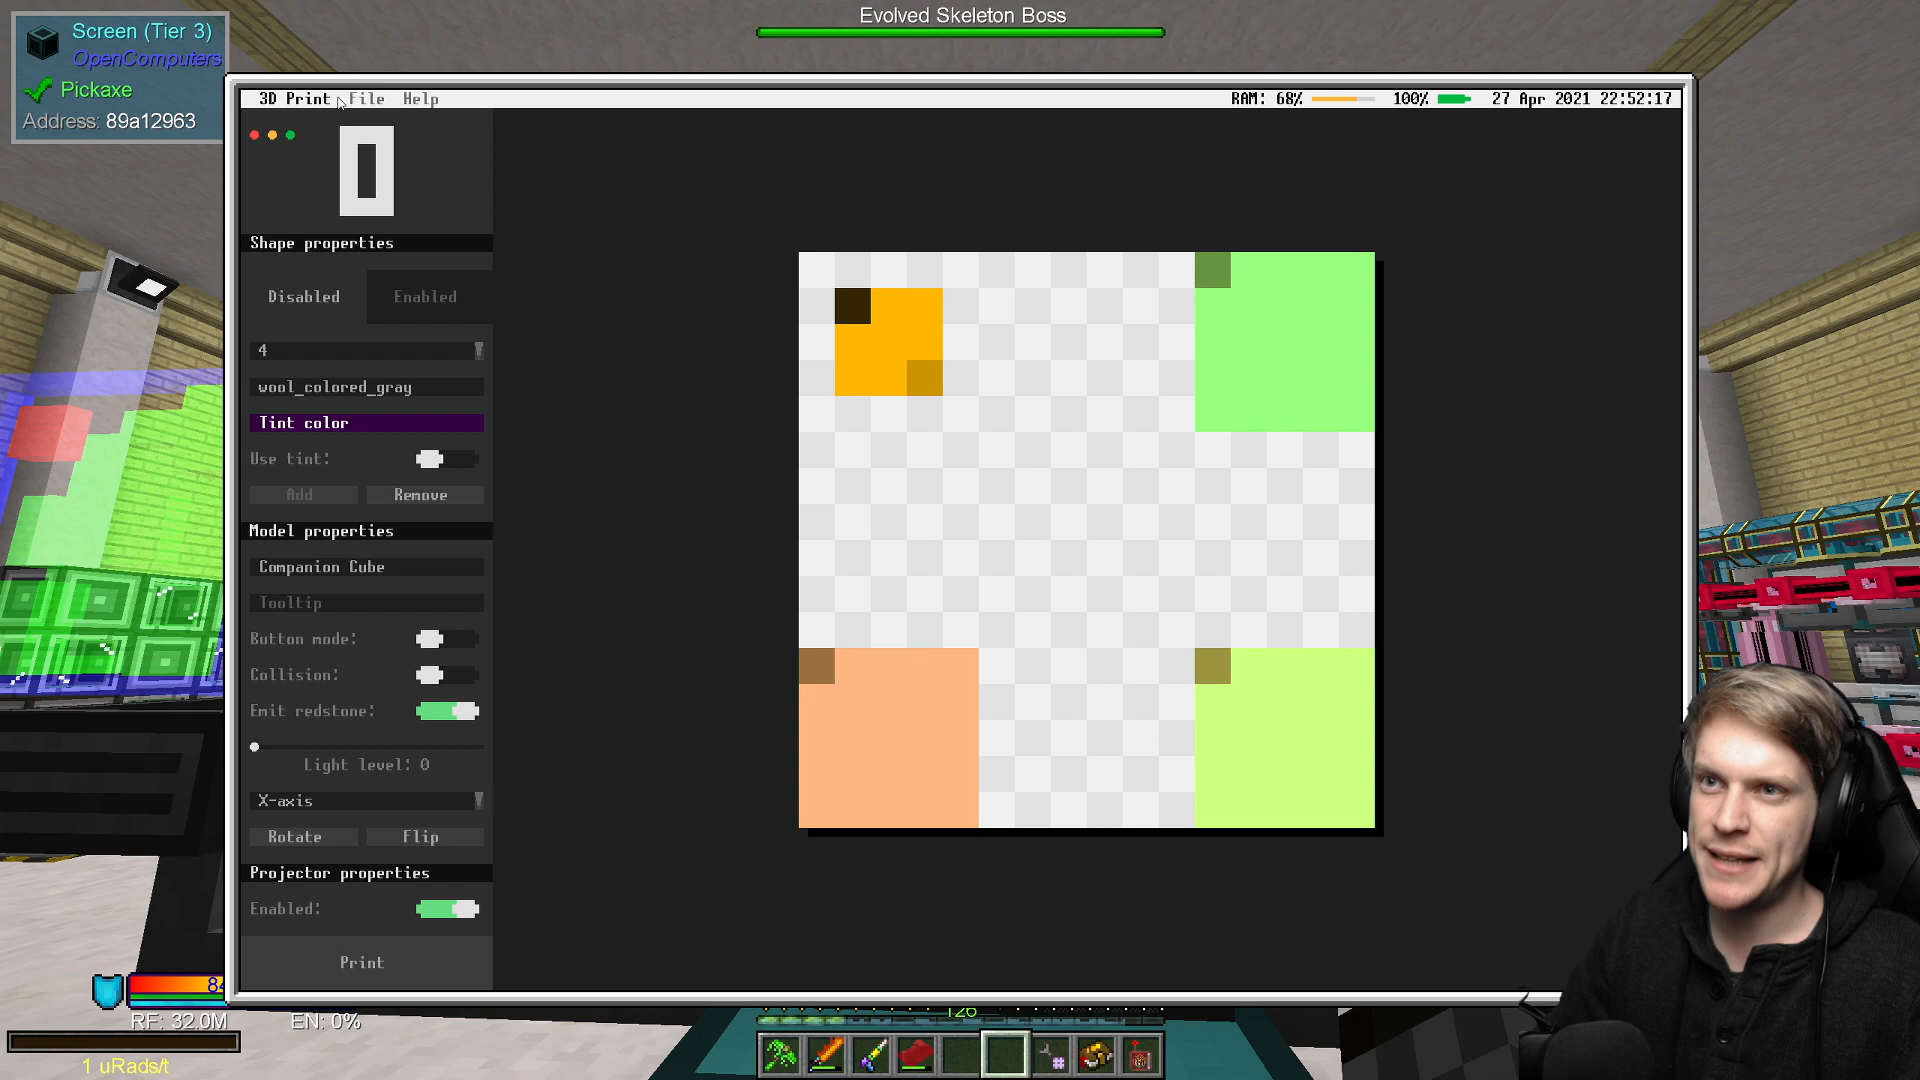 Evolved Skeleton Boss
Screen (Tier 3)
OpenComputers
Pickaxe
Address: 89a12963
3D Print File Help
RAM: 68% 100% 27 Apr 2021 22:52:17
0
Shape properties
Disabled Enabled
4
wool_colored_gray
Tint color
Use tint:
Add Remove
Model properties
Companion Cube
Tooltip
Button mode:
Collision:
Emit redstone:
Light level: 0
X-axis
Rotate Flip
Projector properties
Enabled:
Print
RF: 32.0M EN: 0%
126
1 uRads/t